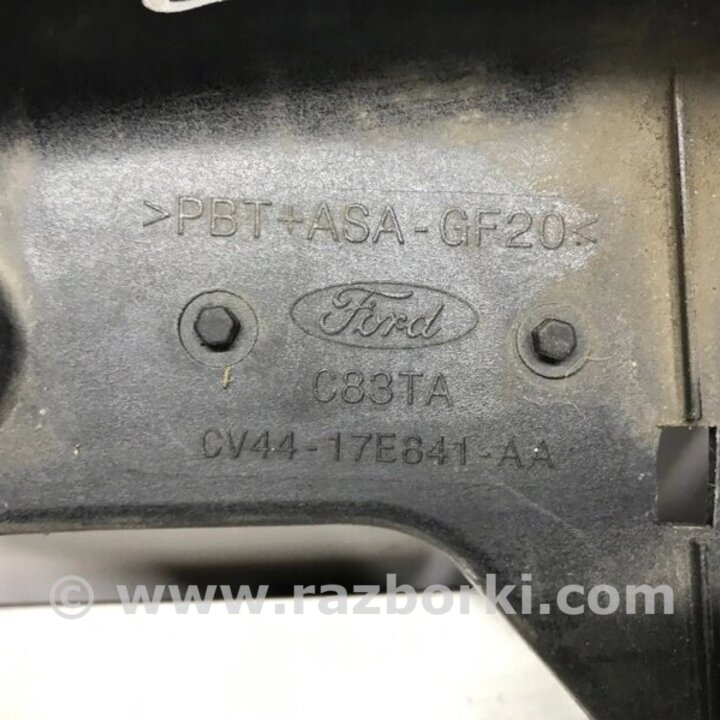 >PBT+ASA-GF20<
Ford
C83TA
CV44-17E841-AA
© www.razborki.com